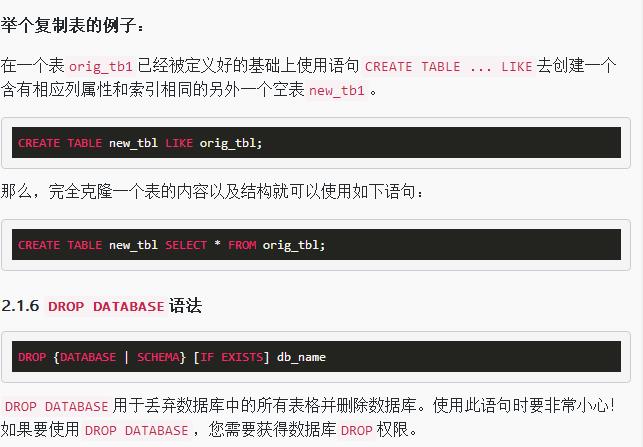 举个复制表的例子：
在一个表 orig_tb1 已经被定义好的基础上使用语句 CREATE TABLE ... LIKE 去创建一个
含有相应列属性和索引相同的另外一个空表 new_tb1 。
CREATE TABLE new_tbl LIKE orig_tbl;
那么，完全克隆一个表的内容以及结构就可以使用如下语句：
CREATE TABLE new_tbl SELECT * FROM orig_tbl;
2.1.6 DROP DATABASE 语法
DROP {DATABASE | SCHEMA} [IF EXISTS] db_name
DROP DATABASE 用于丢弃数据库中的所有表格并删除数据库。使用此语句时要非常小心！
如果要使用 DROP DATABASE ，您需要获得数据库 DROP 权限。